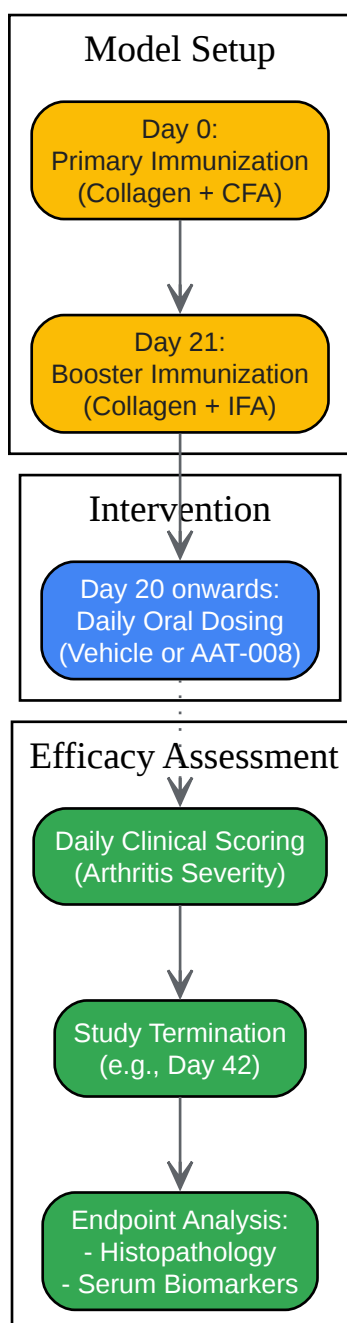 Model Setup
Day 0:
Primary Immunization
(Collagen + CFA)
Day 21:
Booster Immunization
(Collagen + IFA)
Intervention
Day 20 onwards:
Daily Oral Dosing
(Vehicle or AAT-008)
Efficacy Assessment
Daily Clinical Scoring
(Arthritis Severity)
Study Termination
(e.g., Day 42)
Endpoint Analysis:
- Histopathology
- Serum Biomarkers